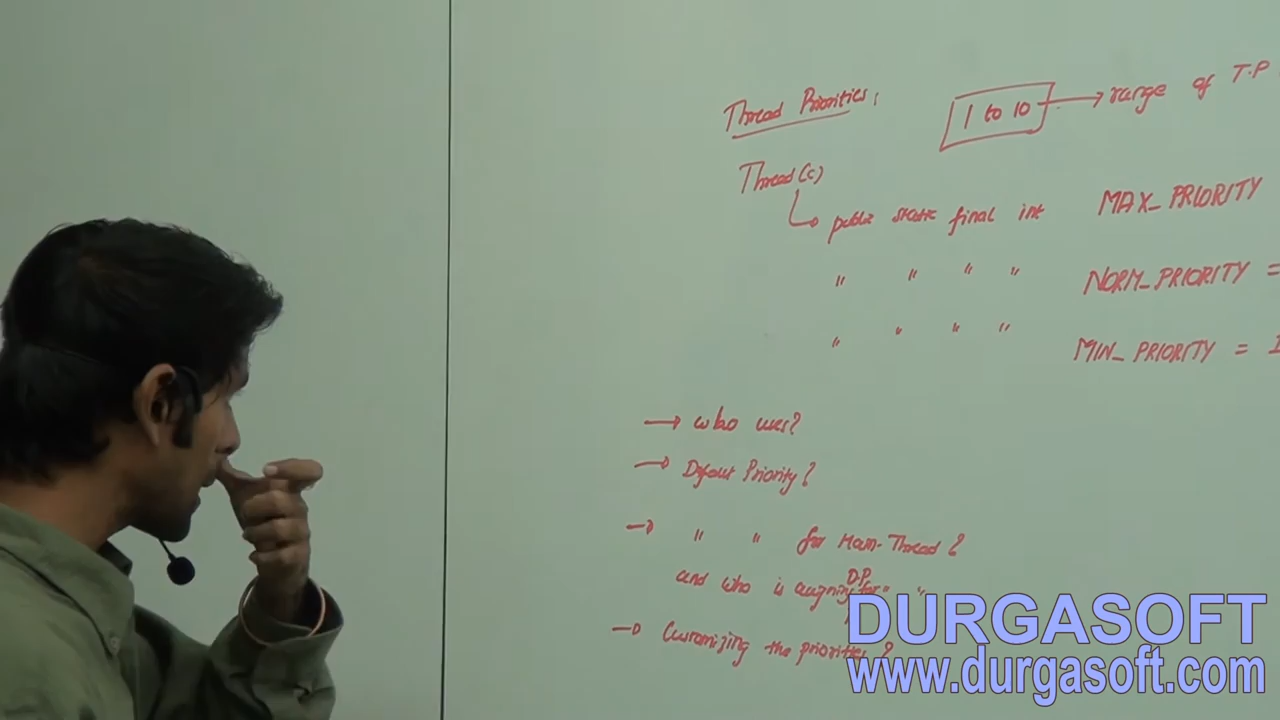 Thread Priorities:
1 to 10 → range of T.P
Thread(c)
public static final int MAX_PRIORITY
" " " " NORM_PRIORITY =
" " " " MIN_PRIORITY = 1
→ who uses?
→ Default Priority?
→ " " for Main-Thread?
D.P
and who is for "
→ Customizing the priorities?
DURGASOFT
www.durgasoft.com